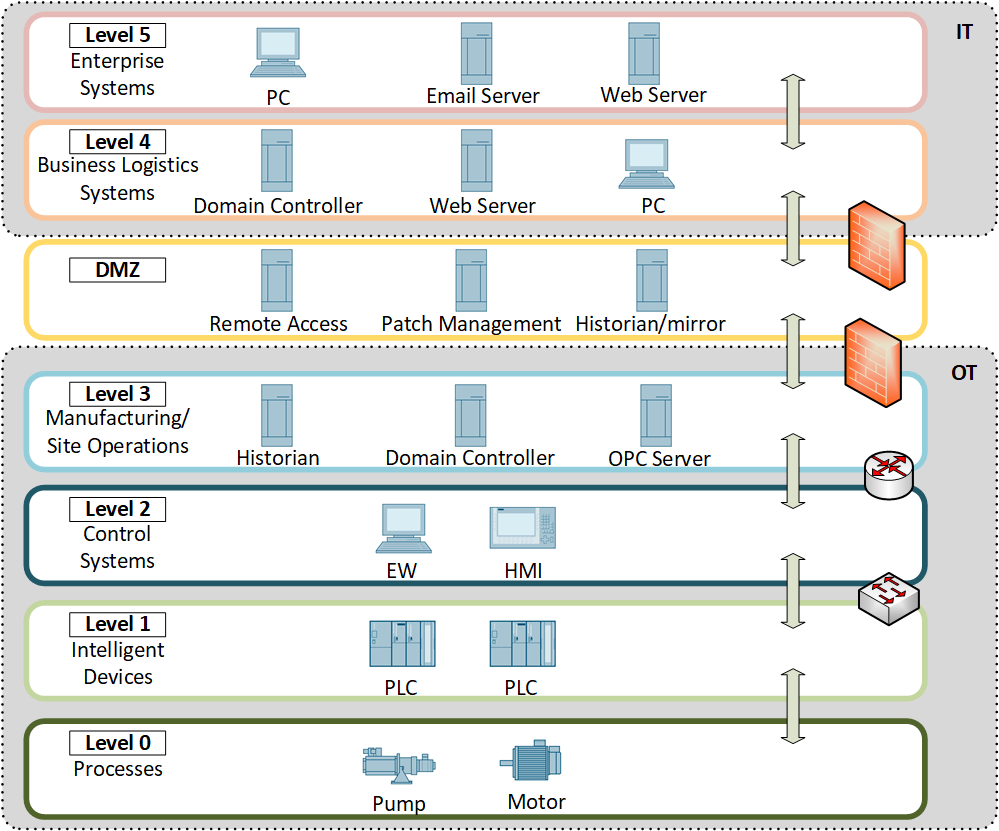 Level 5
IT
Enterprise
Systems
PC
Email Server
Web Server
Level 4
Business Logistics
Systems
Domain Controller
Web Server
PC
DMZ
Remote Access
Patch Management
Historian/mirror
OT
Level 3
Manufacturing/
Site Operations
Historian
Domain Controller
OPC Server
Level 2
Control
Systems
EW
HMI
Level 1
Intelligent
Devices
PLC
PLC
Level 0
Processes
Pump
Motor